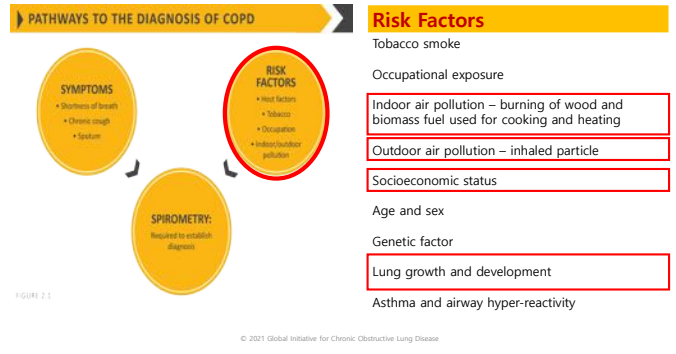 PATHWAYS TO THE DIAGNOSIS OF COPD
SYMPTOMS
• Shortness of breath
• Chronic cough
• Sputum
RISK
FACTORS
• Host factors
• Tobacco
• Occupation
• Indoor/outdoor
pollution
SPIROMETRY:
Required to establish
diagnosis
FIGURE 2.1
Risk Factors
Tobacco smoke
Occupational exposure
Indoor air pollution – burning of wood and
biomass fuel used for cooking and heating
Outdoor air pollution – inhaled particle
Socioeconomic status
Age and sex
Genetic factor
Lung growth and development
Asthma and airway hyper-reactivity
© 2021 Global Initiative for Chronic Obstructive Lung Disease